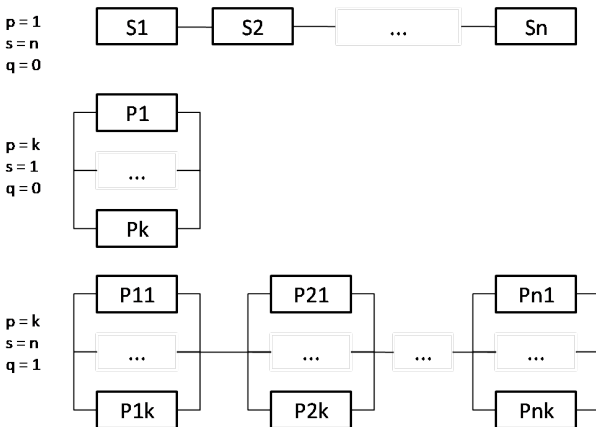 p = 1
s = n
q = 0
S1 S2 ... Sn
p = k
s = 1
q = 0
P1
...
Pk
p = k
s = n
q = 1
P11 P21 Pn1
... ... ... ...
P1k P2k Pnk